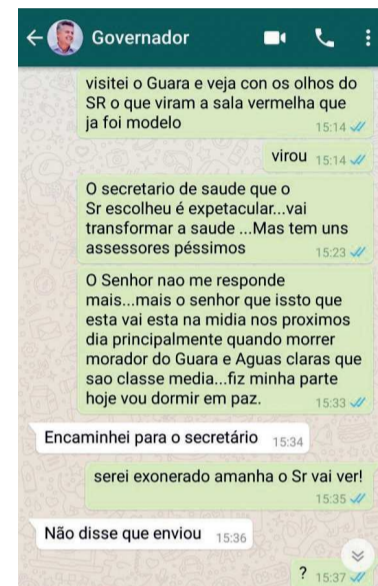 Governador
visitei o Guara e veja con os olhos do
SR o que viram a sala vermelha que
ja foi modelo
15:14
virou 15:14
O secretario de saude que o
Sr escolheu é expetacular...vai
transformar a saude ...Mas tem uns
assessores péssimos
15:23
O Senhor nao me responde
mais...mais o senhor que issto que
esta vai esta na midia nos proximos
dia principalmente quando morrer
morador do Guara e Aguas claras que
sao classe media...fiz minha parte
hoje vou dormir em paz.
15:33
Encaminhei para o secretário 15:34
serei exonerado amanha o Sr vai ver!
15:35
Não disse que enviou 15:36
? 15:37